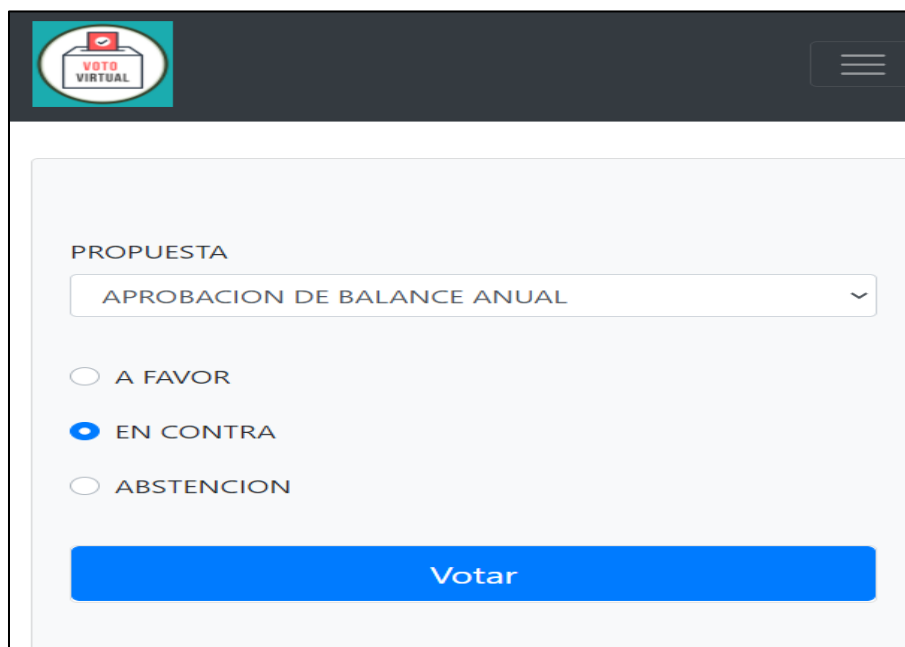 VOTO
VIRTUAL
PROPUESTA
APROBACION DE BALANCE ANUAL
A FAVOR
EN CONTRA
ABSTENCION
Votar